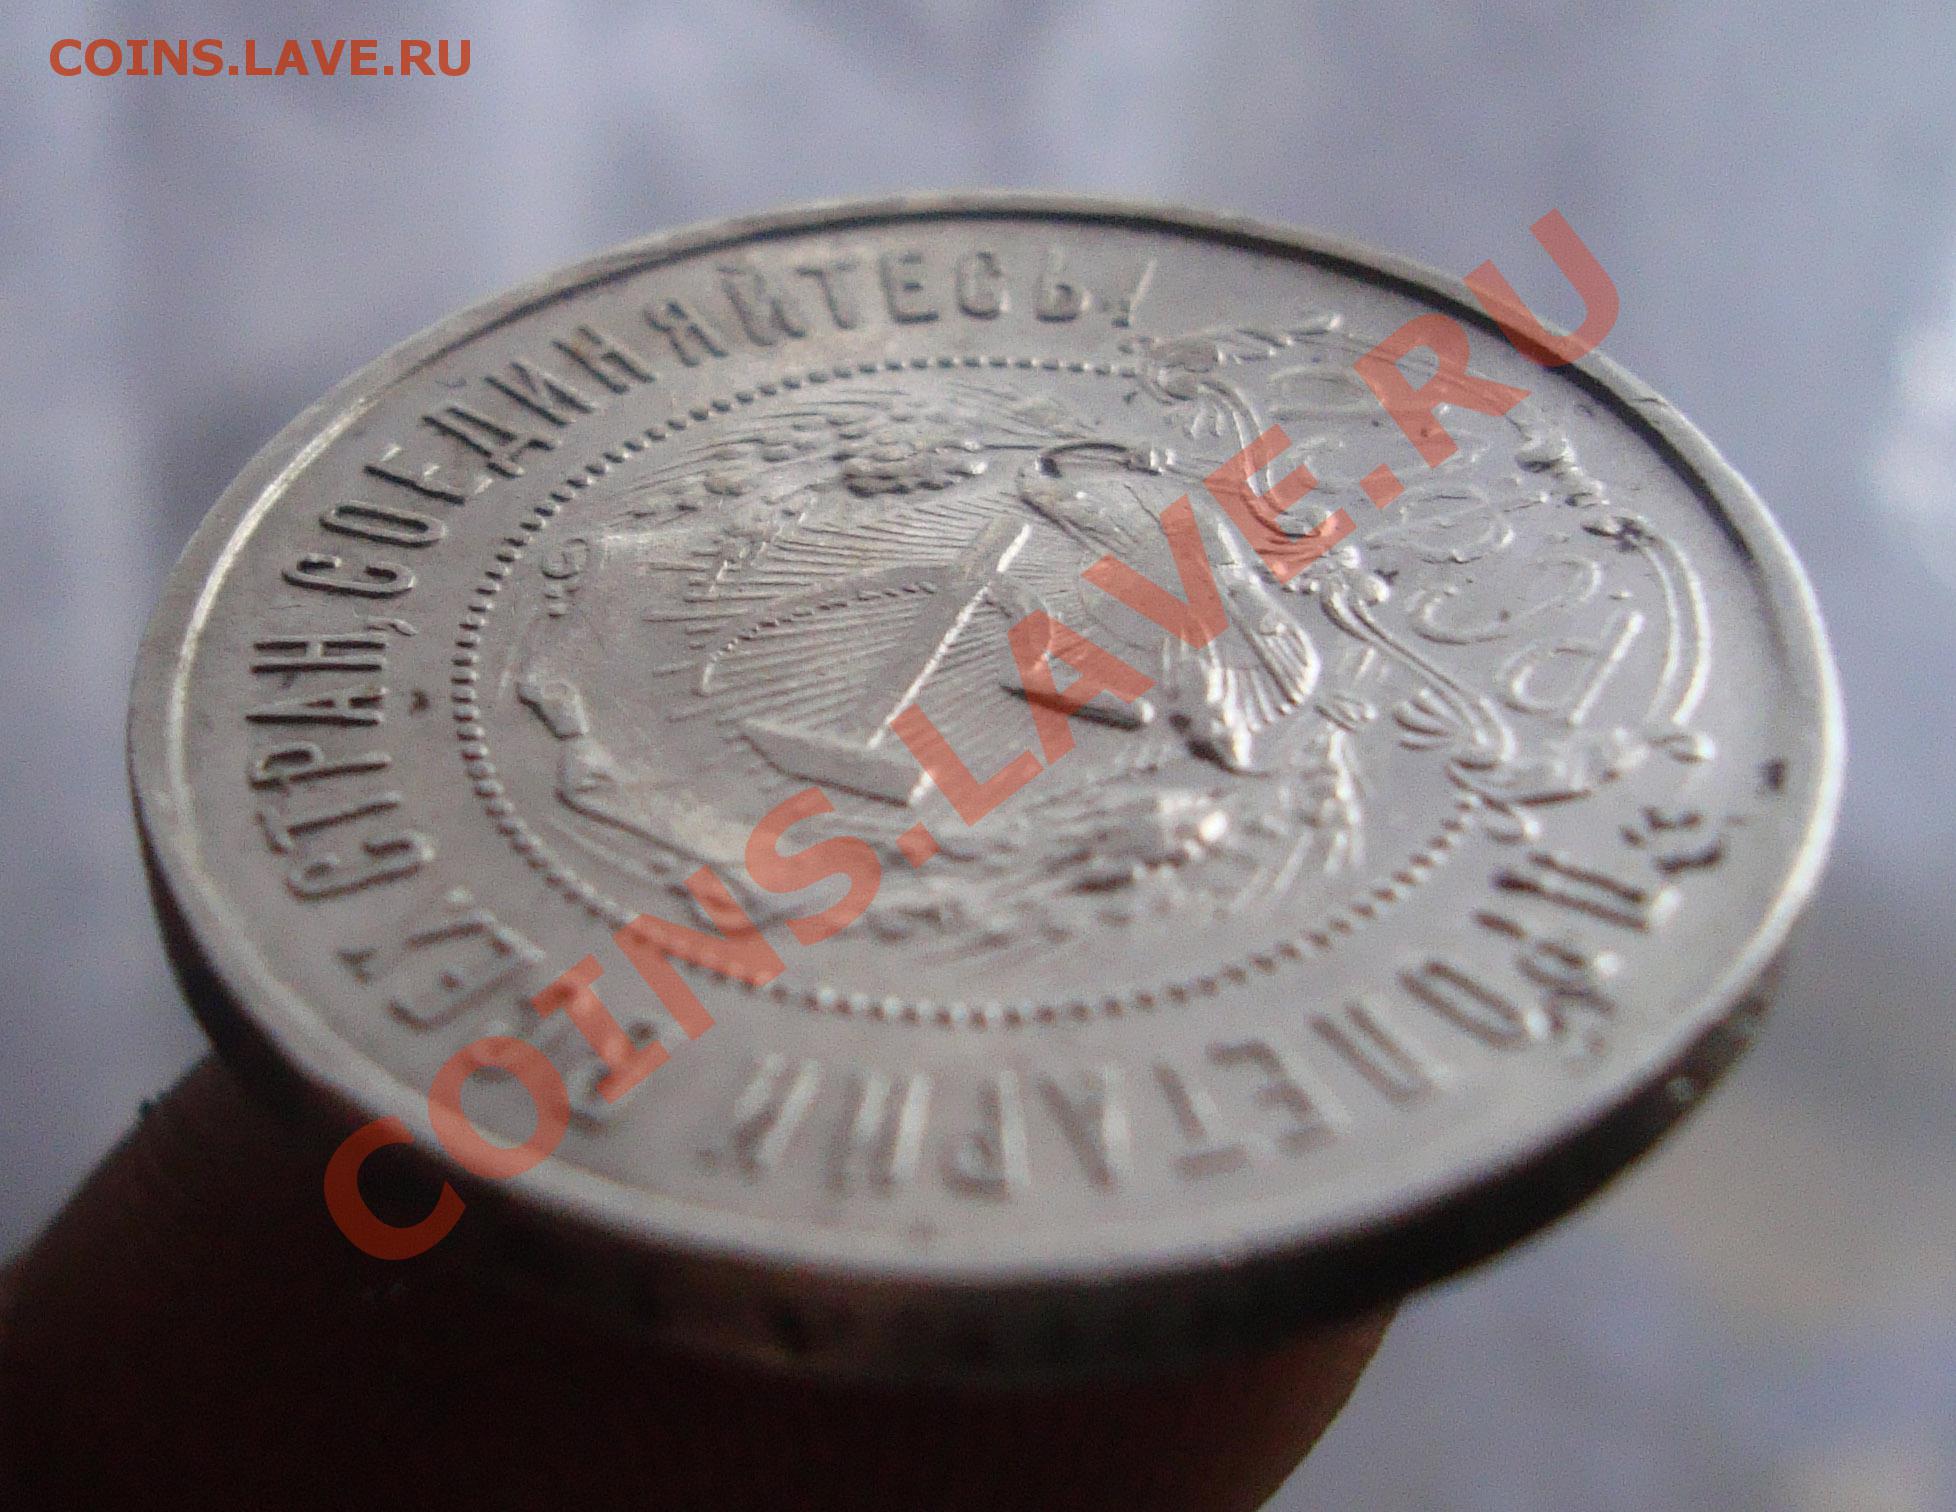 COINS.LAVE.RU
ПРОЛЕТАРИИ ВСЕХ СТРАН, СОЕДИНЯЙТЕСЬ!
Р.С.Ф.С.Р.
COINS.LAVE.RU